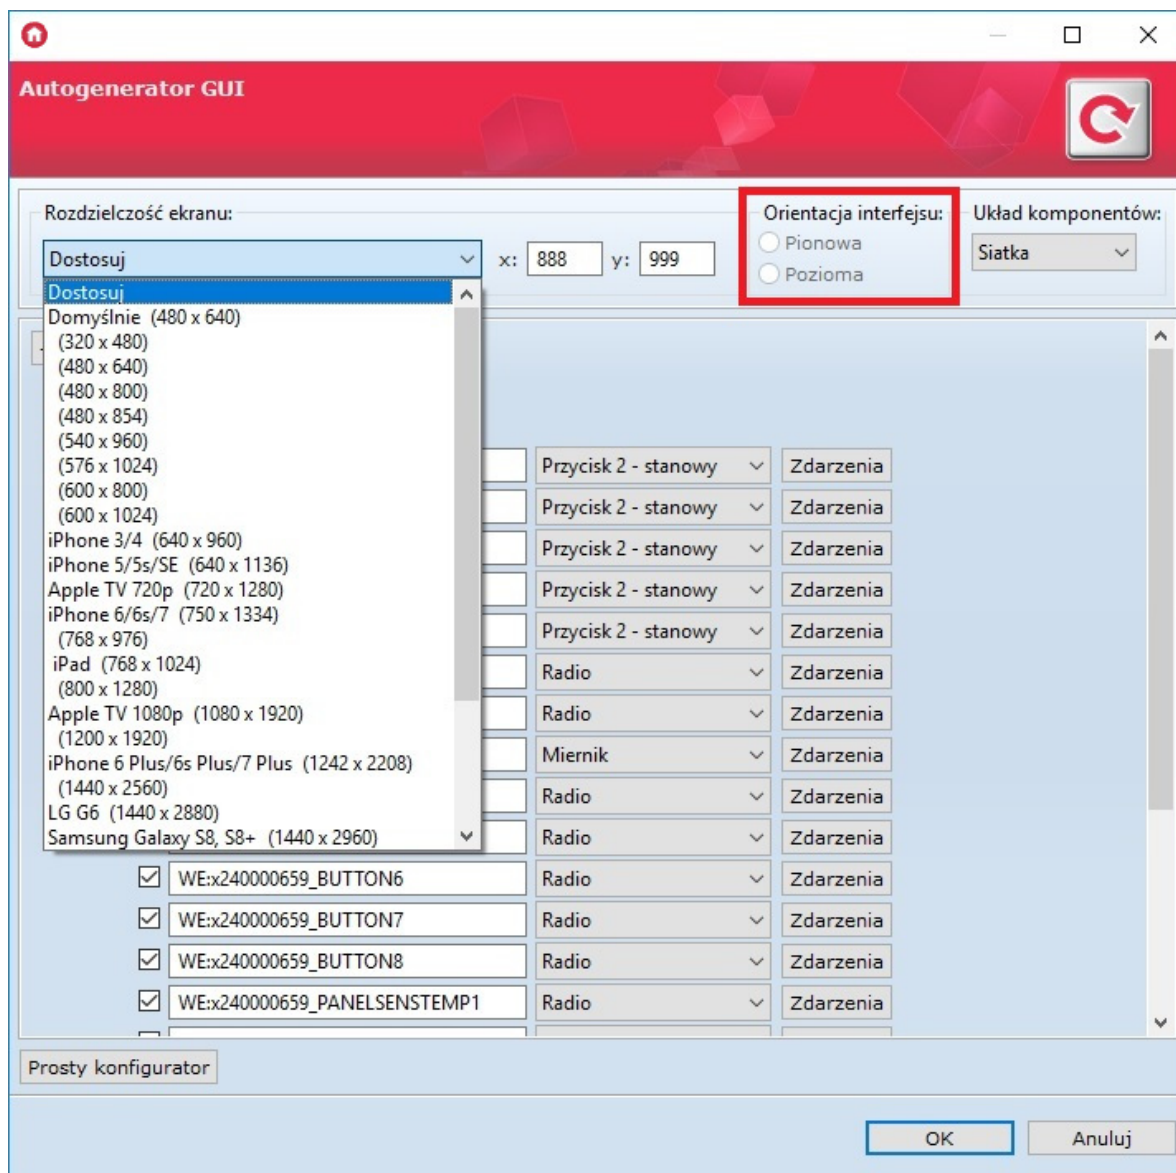 Autogenerator GUI
Rozdzielczość ekranu:
Orientacja interfejsu:
Układ komponentów:
Dostosuj
x: 888 y: 999
Pionowa
Pozioma
Siatka
Dostosuj
Domyślnie (480 x 640)
(320 x 480)
(480 x 640)
(480 x 800)
(480 x 854)
(540 x 960)
(576 x 1024)
(600 x 800)
(600 x 1024)
iPhone 3/4 (640 x 960)
iPhone 5/5s/SE (640 x 1136)
Apple TV 720p (720 x 1280)
iPhone 6/6s/7 (750 x 1334)
(768 x 976)
iPad (768 x 1024)
(800 x 1280)
Apple TV 1080p (1080 x 1920)
(1200 x 1920)
iPhone 6 Plus/6s Plus/7 Plus (1242 x 2208)
(1440 x 2560)
LG G6 (1440 x 2880)
Samsung Galaxy S8, S8+ (1440 x 2960)
Przycisk 2 - stanowy Zdarzenia
Przycisk 2 - stanowy Zdarzenia
Przycisk 2 - stanowy Zdarzenia
Przycisk 2 - stanowy Zdarzenia
Przycisk 2 - stanowy Zdarzenia
Radio Zdarzenia
Radio Zdarzenia
Miernik Zdarzenia
Radio Zdarzenia
Radio Zdarzenia
WE:x240000659_BUTTON6 Radio Zdarzenia
WE:x240000659_BUTTON7 Radio Zdarzenia
WE:x240000659_BUTTON8 Radio Zdarzenia
WE:x240000659_PANELSENSTEMP1 Radio Zdarzenia
Prosty konfigurator
OK Anuluj